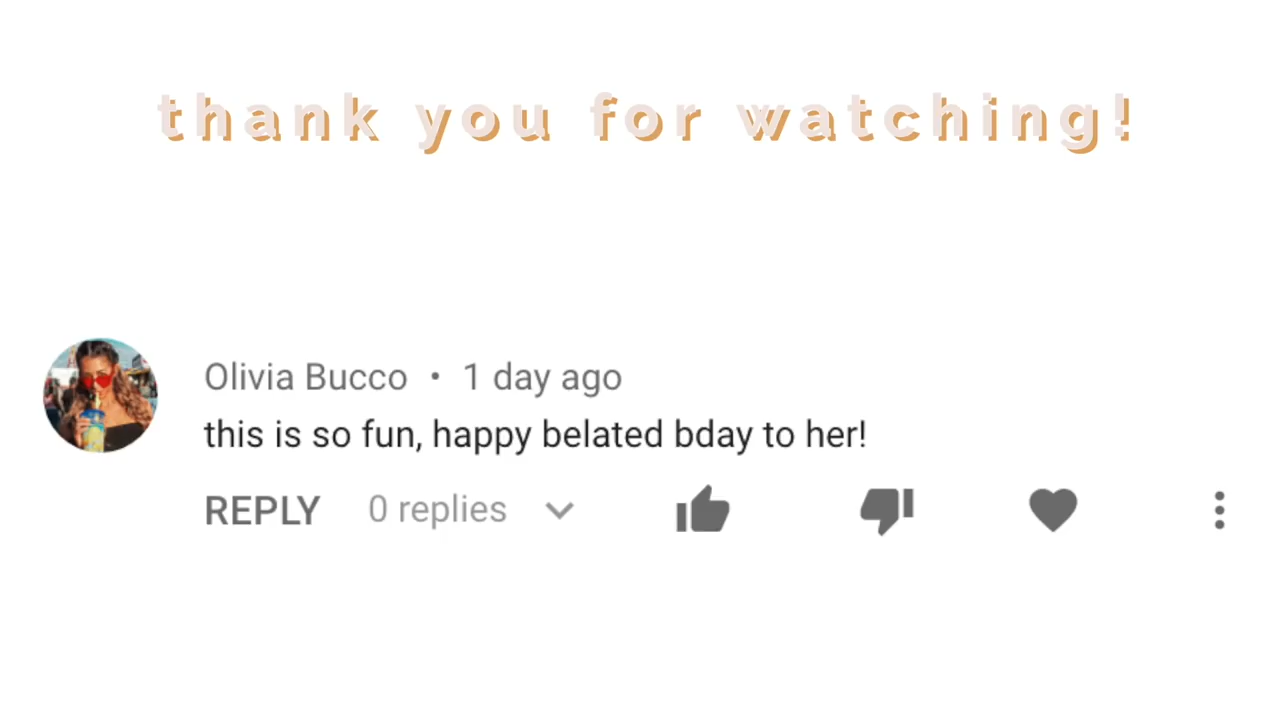 thank you for watching!
Olivia Bucco • 1 day ago
this is so fun, happy belated bday to her!
REPLY 0 replies